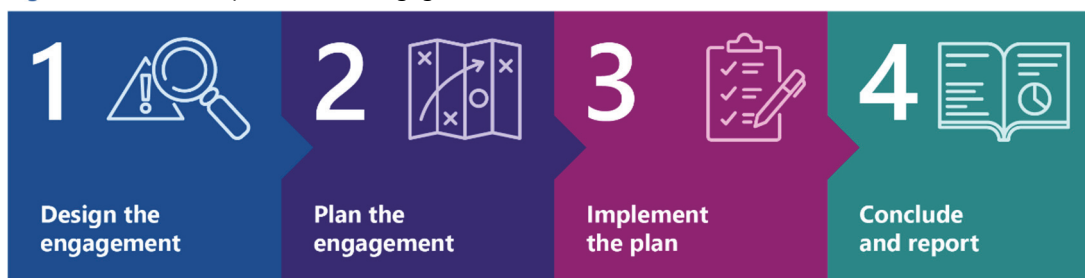 1
Design the
engagement
2
Plan the
engagement
3
Implement
the plan
4
Conclude
and report